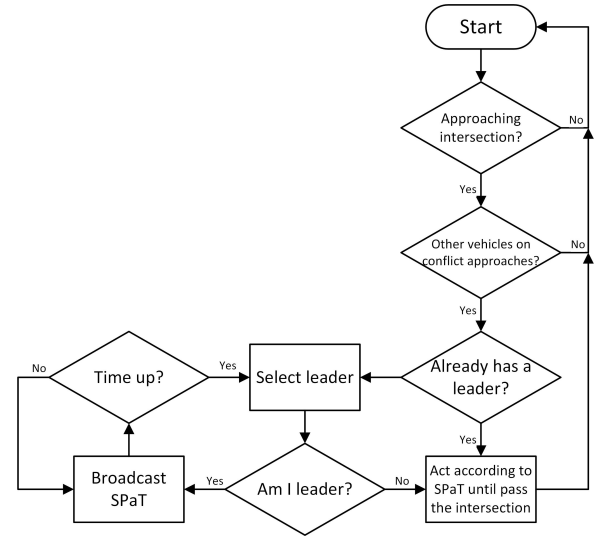 Start
Approaching
intersection?
No
Yes
Other vehicles on
conflict approaches?
No
Yes
Already has a
leader?
Select leader
Yes
Time up?
No
Yes
Broadcast
SPaT
Yes
Am I leader?
No
Act according to
SPaT until pass
the intersection